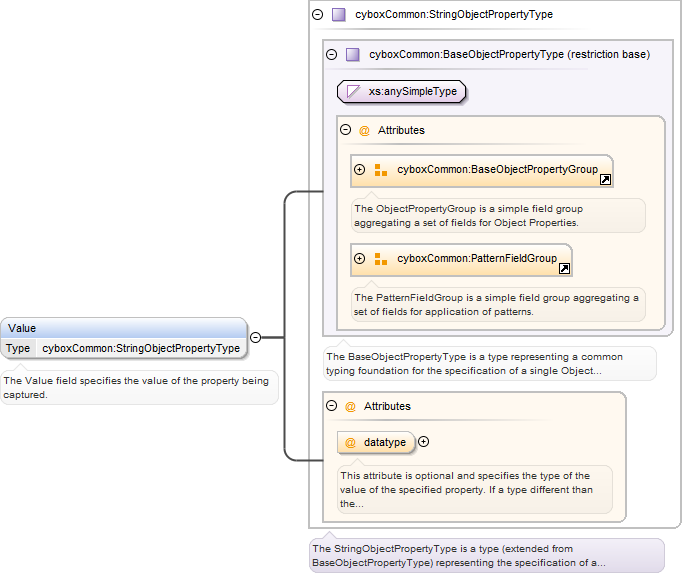 cyboxCommon:StringObjectPropertyType
cyboxCommon:BaseObjectPropertyType (restriction base)
xs:anySimpleType
@ Attributes
cyboxCommon:BaseObjectPropertyGroup
The ObjectPropertyGroup is a simple field group
aggregating a set of fields for Object Properties.
cyboxCommon:PatternFieldGroup
The PatternFieldGroup is a simple field group aggregating a
set of fields for application of patterns.
Value
Type cyboxCommon:StringObjectPropertyType
The Value field specifies the value of the property being
captured.
The BaseObjectPropertyType is a type representing a common
typing foundation for the specification of a single Object...
@ Attributes
@ datatype
This attribute is optional and specifies the type of the
value of the specified property. If a type different than
the...
The StringObjectPropertyType is a type (extended from
BaseObjectPropertyType) representing the specification of a...